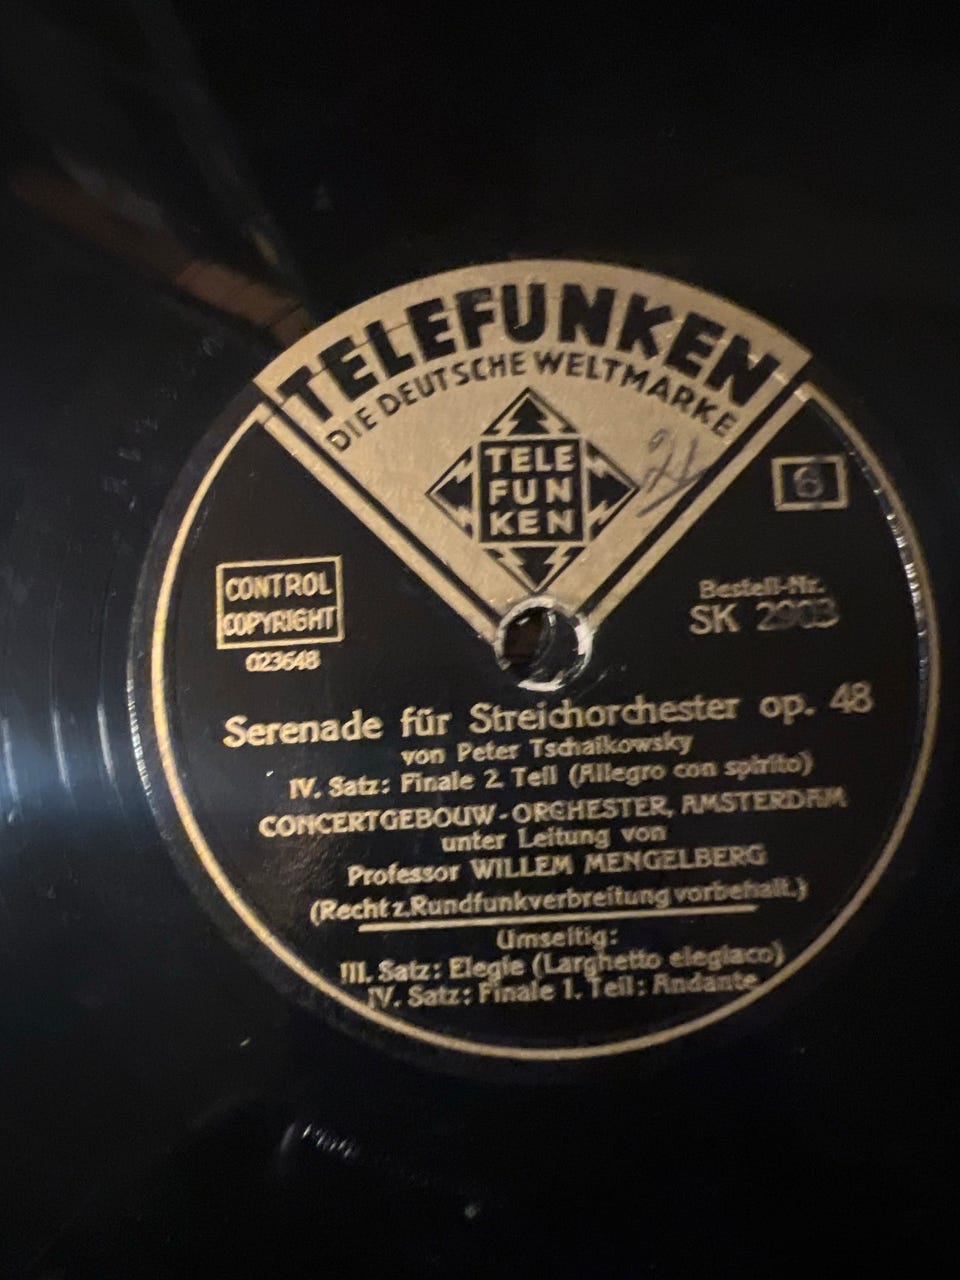 TELEFUNKEN
DIE DEUTSCHE WELTMARKE
TELE
FUN
KEN
24
6
CONTROL
COPYRIGHT
023648
Bestell-Nr.
SK 2903
Serenade für Streichorchester op. 48
von Peter Tschaikowsky
IV. Satz: Finale 2. Teil (Allegro con spirito)
CONCERTGEBOUW-ORCHESTER, AMSTERDAM
unter Leitung von
Professor WILLEM MENGELBERG
(Recht z. Rundfunkverbreitung vorbehalt.)
Umseitig:
III. Satz: Elegie (Larghetto elegiaco)
IV. Satz: Finale 1. Teil: Andante